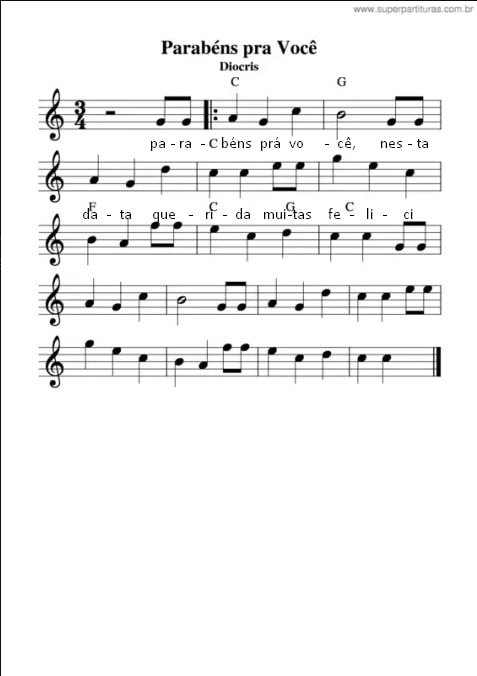 www.superpartituras.com.br
Parabéns pra Você
Diocris
C G
3
4
pa - ra - béns prá vo - cê, nes - ta
C
F C G C
da - ta que - ri - da mui-tas fe - li - ci